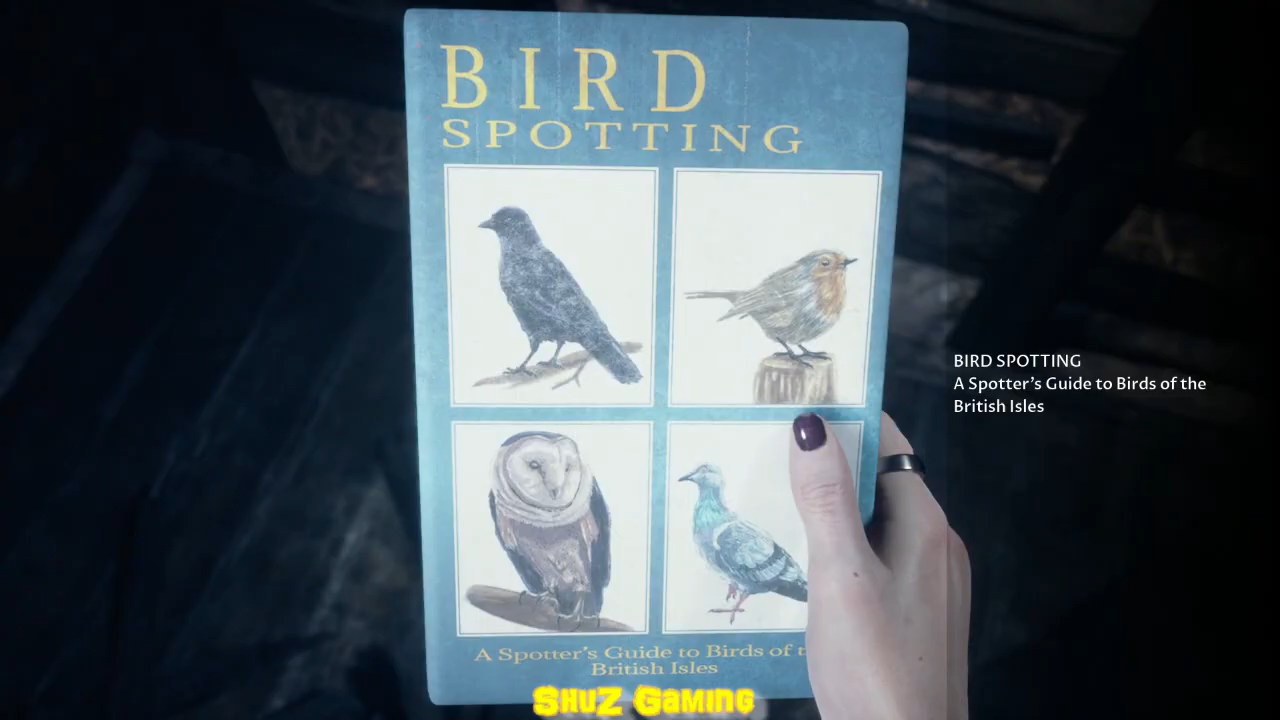 BIRD
SPOTTING
BIRD SPOTTING
A Spotter's Guide to Birds of the
British Isles
A Spotter's Guide to Birds of t
British Isles
ShuZ Gaming